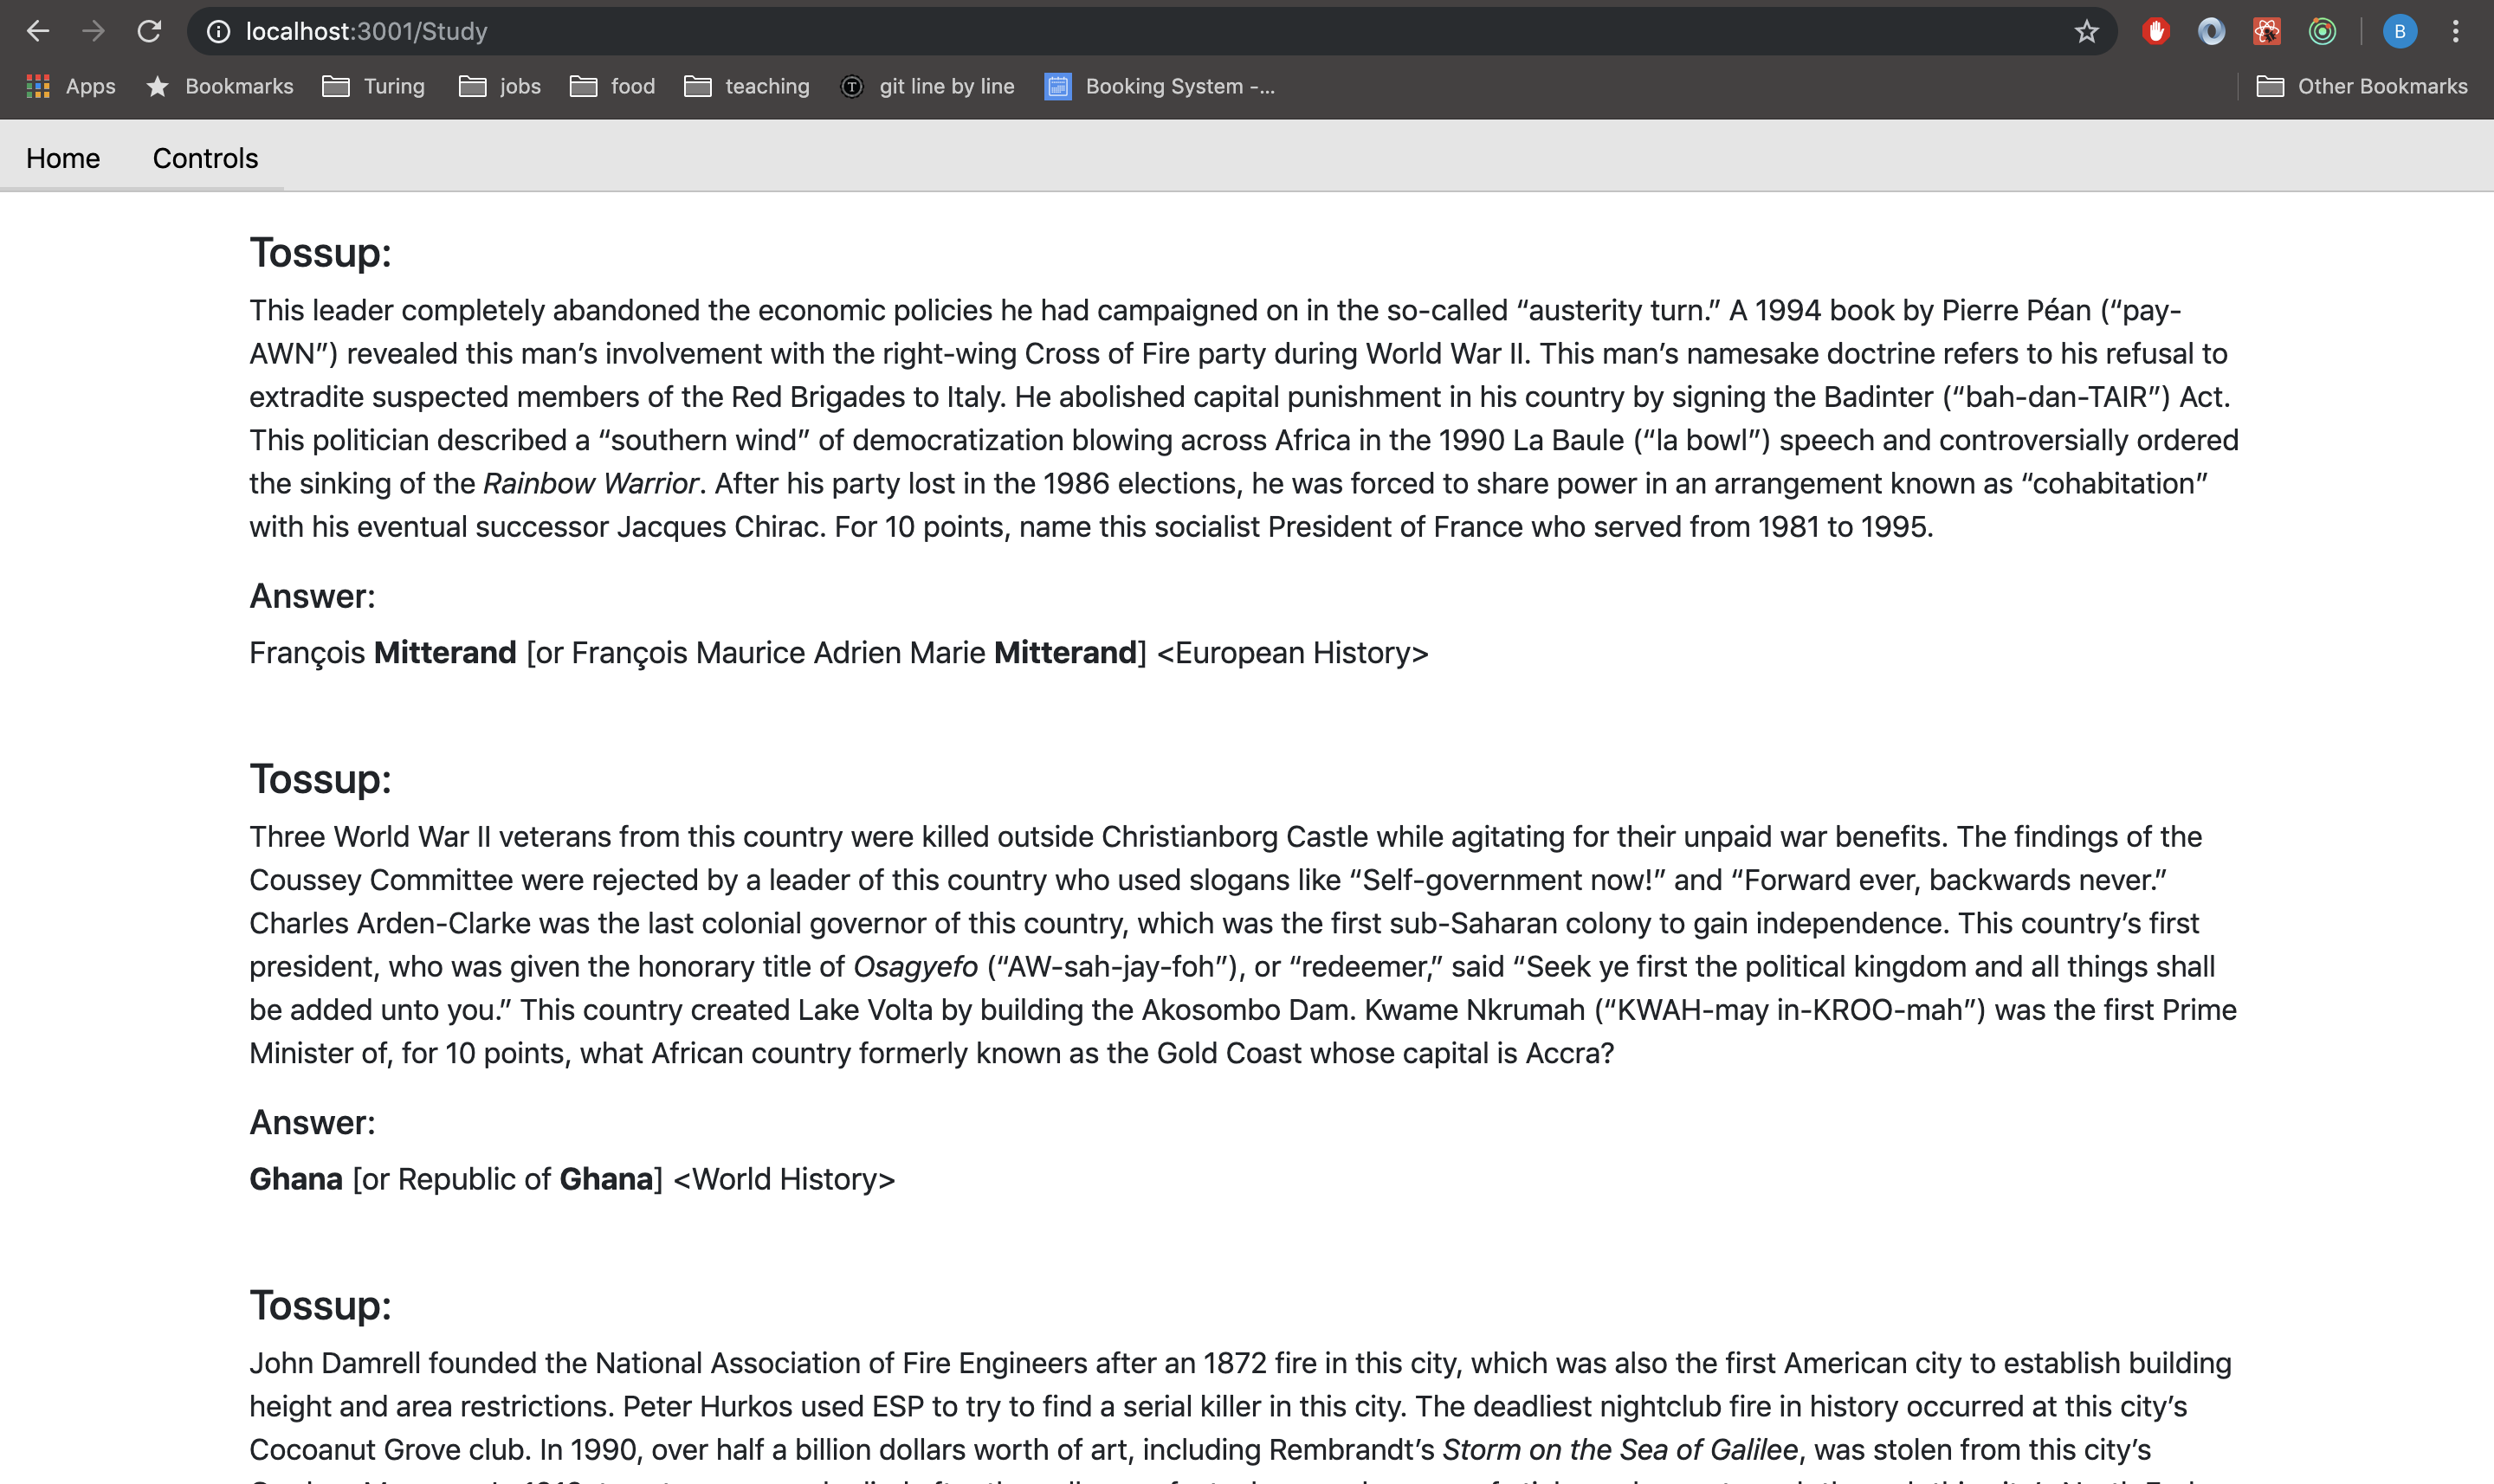 localhost:3001/Study
B
Apps Bookmarks Turing jobs food teaching T git line by line Booking System -... Other Bookmarks
Home Controls
Tossup:
This leader completely abandoned the economic policies he had campaigned on in the so-called “austerity turn.” A 1994 book by Pierre Péan (“pay-
AWN”) revealed this man’s involvement with the right-wing Cross of Fire party during World War II. This man’s namesake doctrine refers to his refusal to
extradite suspected members of the Red Brigades to Italy. He abolished capital punishment in his country by signing the Badinter (“bah-dan-TAIR”) Act.
This politician described a “southern wind” of democratization blowing across Africa in the 1990 La Baule (“la bowl”) speech and controversially ordered
the sinking of the Rainbow Warrior. After his party lost in the 1986 elections, he was forced to share power in an arrangement known as “cohabitation”
with his eventual successor Jacques Chirac. For 10 points, name this socialist President of France who served from 1981 to 1995.
Answer:
François Mitterand [or François Maurice Adrien Marie Mitterand] <European History>
Tossup:
Three World War II veterans from this country were killed outside Christianborg Castle while agitating for their unpaid war benefits. The findings of the
Coussey Committee were rejected by a leader of this country who used slogans like “Self-government now!” and “Forward ever, backwards never.”
Charles Arden-Clarke was the last colonial governor of this country, which was the first sub-Saharan colony to gain independence. This country’s first
president, who was given the honorary title of Osagyefo (“AW-sah-jay-foh”), or “redeemer,” said “Seek ye first the political kingdom and all things shall
be added unto you.” This country created Lake Volta by building the Akosombo Dam. Kwame Nkrumah (“KWAH-may in-KROO-mah”) was the first Prime
Minister of, for 10 points, what African country formerly known as the Gold Coast whose capital is Accra?
Answer:
Ghana [or Republic of Ghana] <World History>
Tossup:
John Damrell founded the National Association of Fire Engineers after an 1872 fire in this city, which was also the first American city to establish building
height and area restrictions. Peter Hurkos used ESP to try to find a serial killer in this city. The deadliest nightclub fire in history occurred at this city’s
Cocoanut Grove club. In 1990, over half a billion dollars worth of art, including Rembrandt’s Storm on the Sea of Galilee, was stolen from this city’s